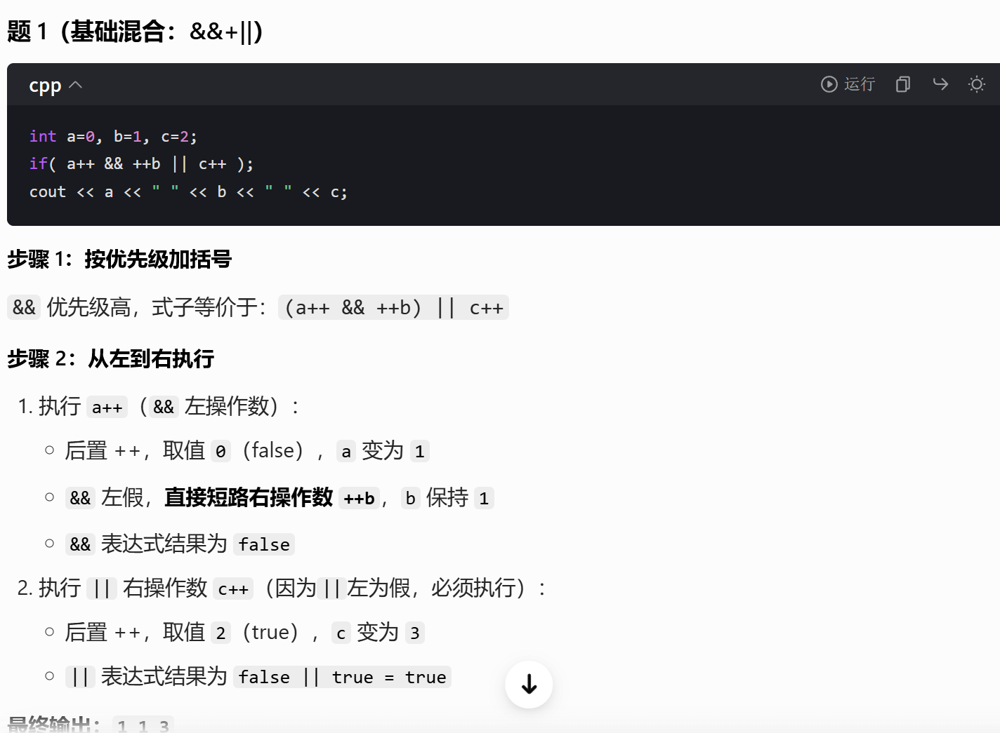 题 1（基础混合：&&+||）
cpp
运行
int a=0, b=1, c=2;
if( a++ && ++b || c++ );
cout << a << " " << b << " " << c;
步骤 1：按优先级加括号
&& 优先级高，式子等价于： (a++ && ++b) || c++
步骤 2：从左到右执行
1. 执行 a++ （ && 左操作数）：
后置 ++，取值 0（false）， a 变为 1
&& 左假，直接短路右操作数 ++b， b 保持 1
&& 表达式结果为 false
2. 执行 || 右操作数 c++（因为 || 左为假，必须执行）：
后置 ++，取值 2（true）， c 变为 3
|| 表达式结果为 false || true = true
最终输出： 1 1 3